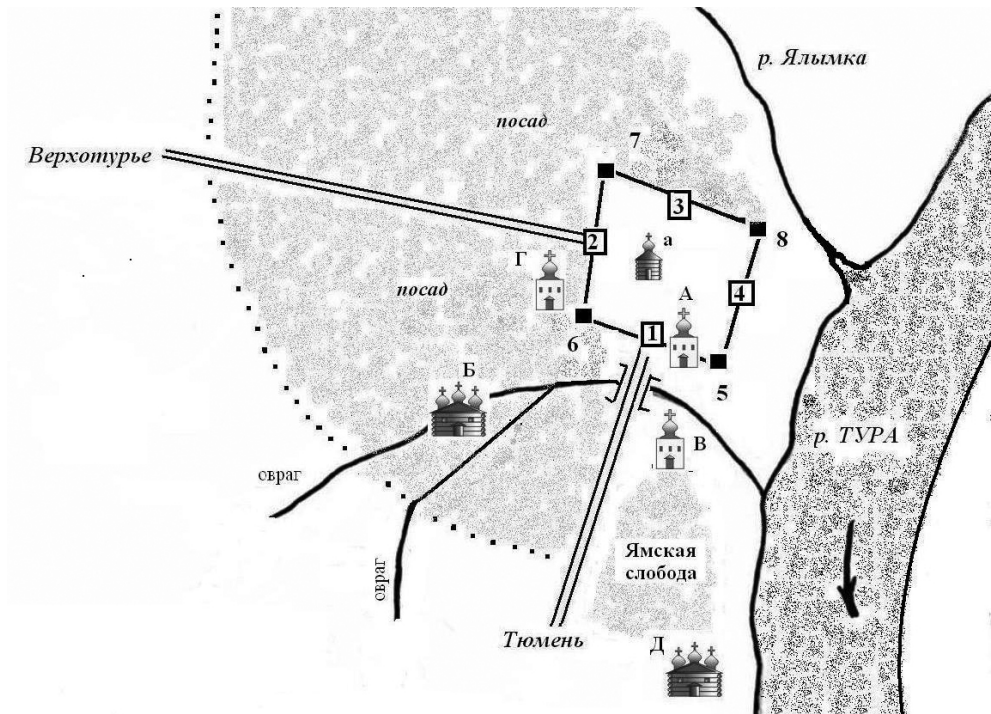 р. Ялымка
посад
7
Верхотурье
3
8
2
а
Г
посад
4
А
1
6
5
Б
В
р. ТУРА
овраг
Ямская
слобода
овраг
Тюмень
Д